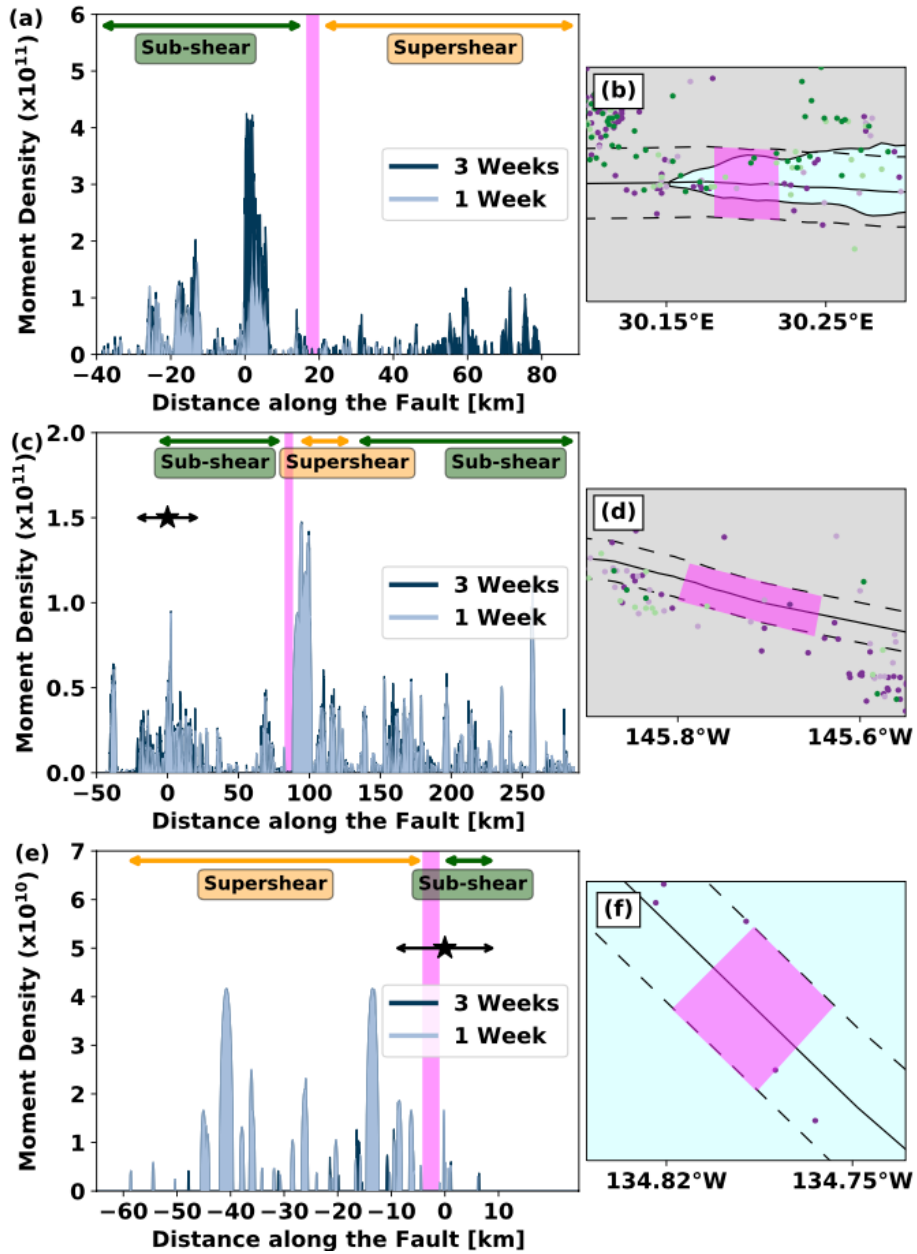 (a)
Sub-shear
Supershear
3 Weeks
1 Week
Moment Density (x10¹¹)
6
5
4
3
2
1
0
−40 −20 0 20 40 60 80
Distance along the Fault [km]
(b)
30.15°E 30.25°E
(c)
Sub-shear
Supershear
Sub-shear
3 Weeks
1 Week
Moment Density (x10¹¹)
2.0
1.5
1.0
0.5
0.0
−50 0 50 100 150 200 250
Distance along the Fault [km]
(d)
145.8°W 145.6°W
(e)
Supershear
Sub-shear
3 Weeks
1 Week
Moment Density (x10¹⁰)
7
6
5
4
3
2
1
0
−60 −50 −40 −30 −20 −10 0 10
Distance along the Fault [km]
(f)
134.82°W 134.75°W